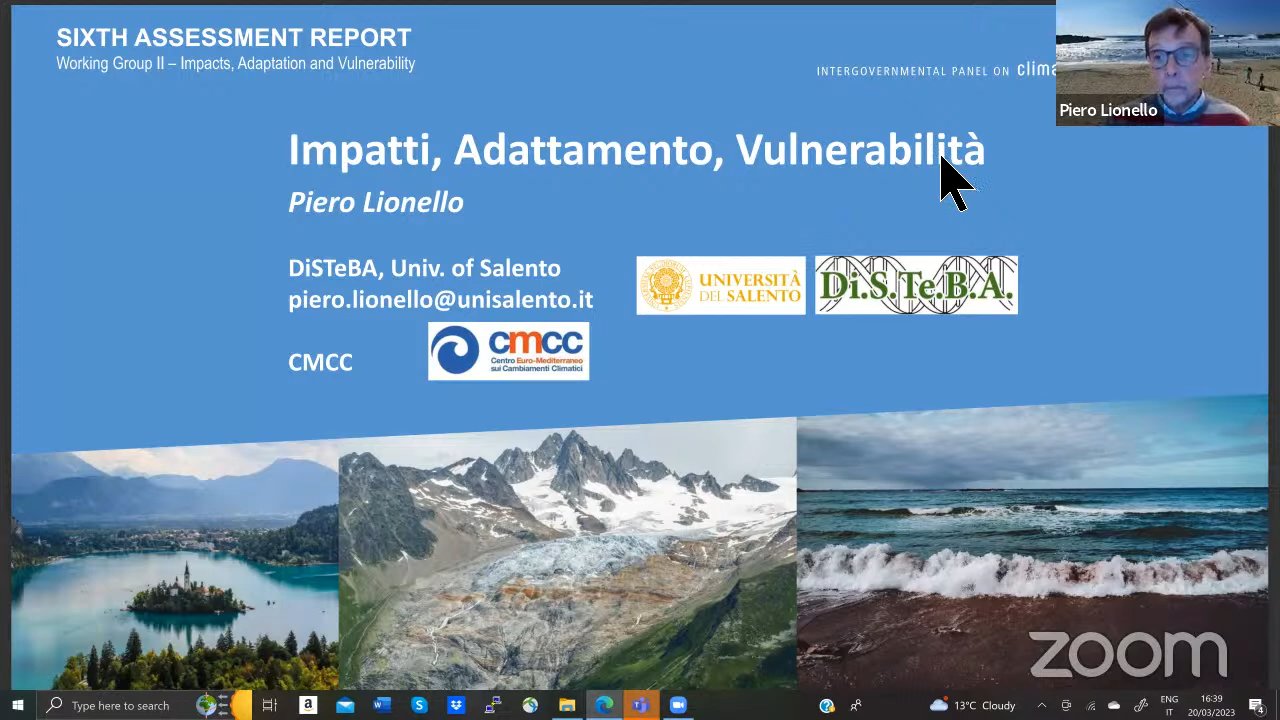 SIXTH ASSESSMENT REPORT
Working Group II – Impacts, Adaptation and Vulnerability
INTERGOVERNMENTAL PANEL ON clima
Piero Lionello
Impatti, Adattamento, Vulnerabilità
Piero Lionello
DiSTeBA, Univ. of Salento
piero.lionello@unisalento.it
UNIVERSITÀ
DEL SALENTO
Di.S.Te.B.A.
CMCC
cmcc
Centro Euro-Mediterraneo
sui Cambiamenti Climatici
zoom
Type here to search
13°C Cloudy
ENG
IT
16:39
20/03/2023
4